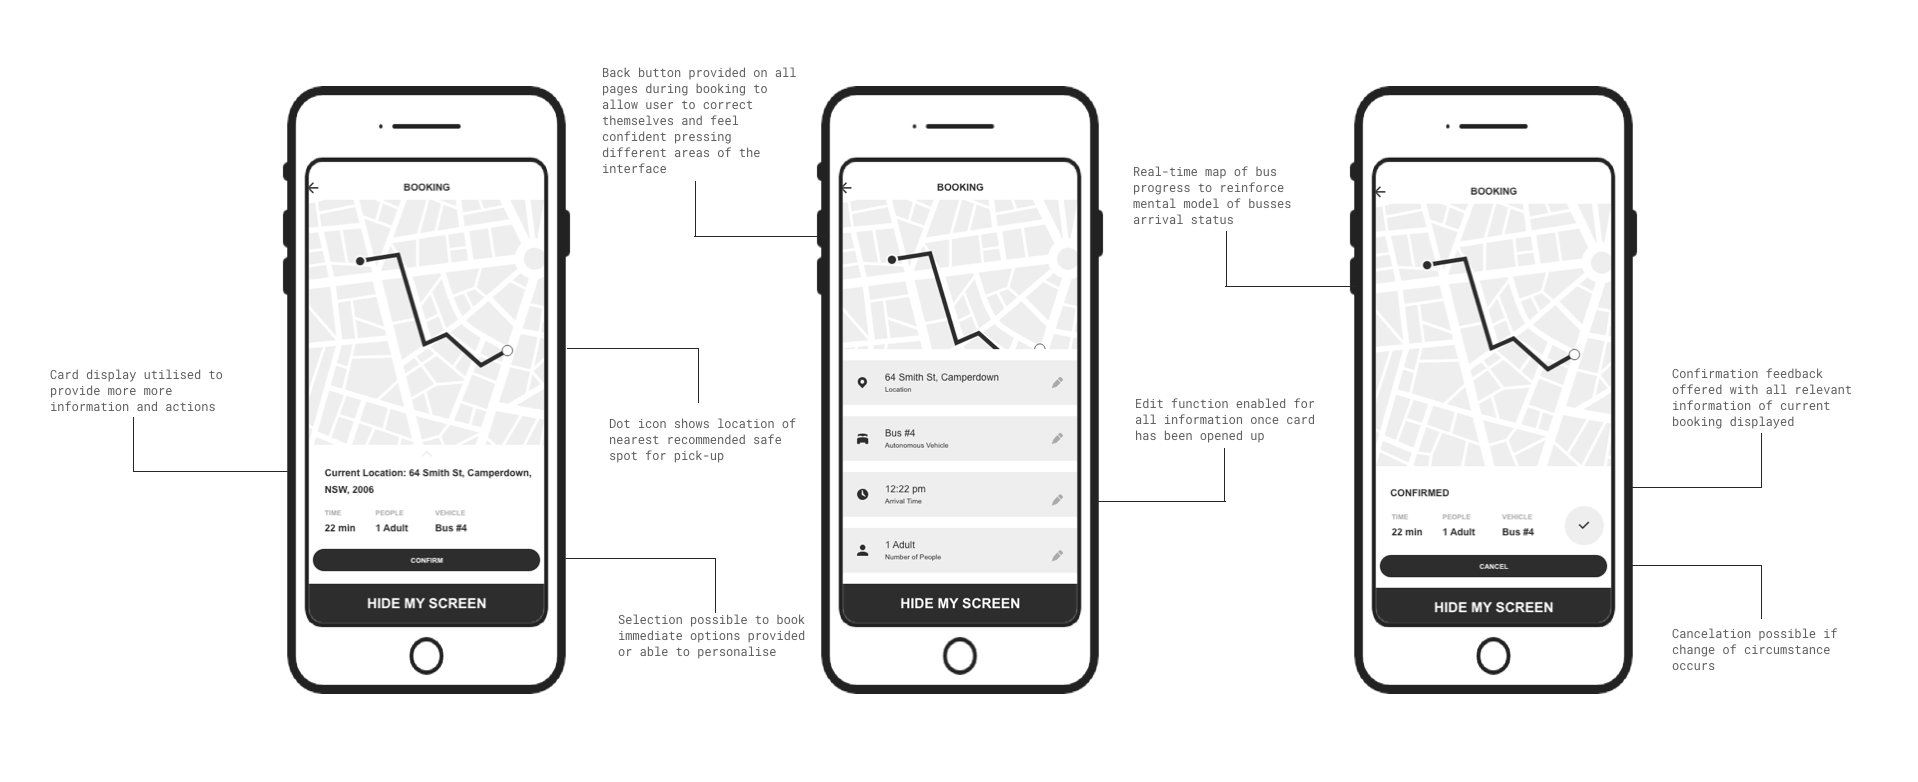 Card display utilised to
provide more more
information and actions
BOOKING
Current Location: 64 Smith St, Camperdown,
NSW, 2006
TIME PEOPLE VEHICLE
22 min 1 Adult Bus #4
CONFIRM
HIDE MY SCREEN
Back button provided on all
pages during booking to
allow user to correct
themselves and feel
confident pressing
different areas of the
interface
Dot icon shows location of
nearest recommended safe
spot for pick-up
Selection possible to book
immediate options provided
or able to personalise
BOOKING
64 Smith St, Camperdown
Location
Bus #4
Autonomous Vehicle
12:22 pm
Arrival Time
1 Adult
Number of People
HIDE MY SCREEN
Real-time map of bus
progress to reinforce
mental model of busses
arrival status
Edit function enabled for
all information once card
has been opened up
BOOKING
CONFIRMED
TIME PEOPLE VEHICLE
22 min 1 Adult Bus #4
CANCEL
HIDE MY SCREEN
Confirmation feedback
offered with all relevant
information of current
booking displayed
Cancelation possible if
change of circumstance
occurs